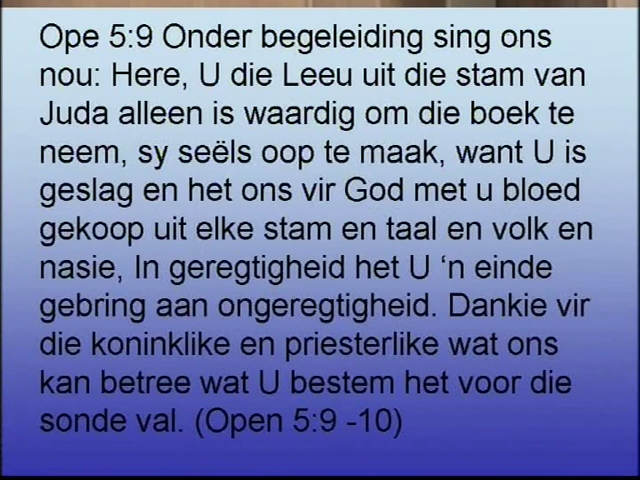 Ope 5:9 Onder begeleiding sing ons
nou: Here, U die Leeu uit die stam van
Juda alleen is waardig om die boek te
neem, sy seëls oop te maak, want U is
geslag en het ons vir God met u bloed
gekoop uit elke stam en taal en volk en
nasie, In geregtigheid het U ‘n einde
gebring aan ongeregtigheid. Dankie vir
die koninklike en priesterlike wat ons
kan betree wat U bestem het voor die
sonde val. (Open 5:9 -10)